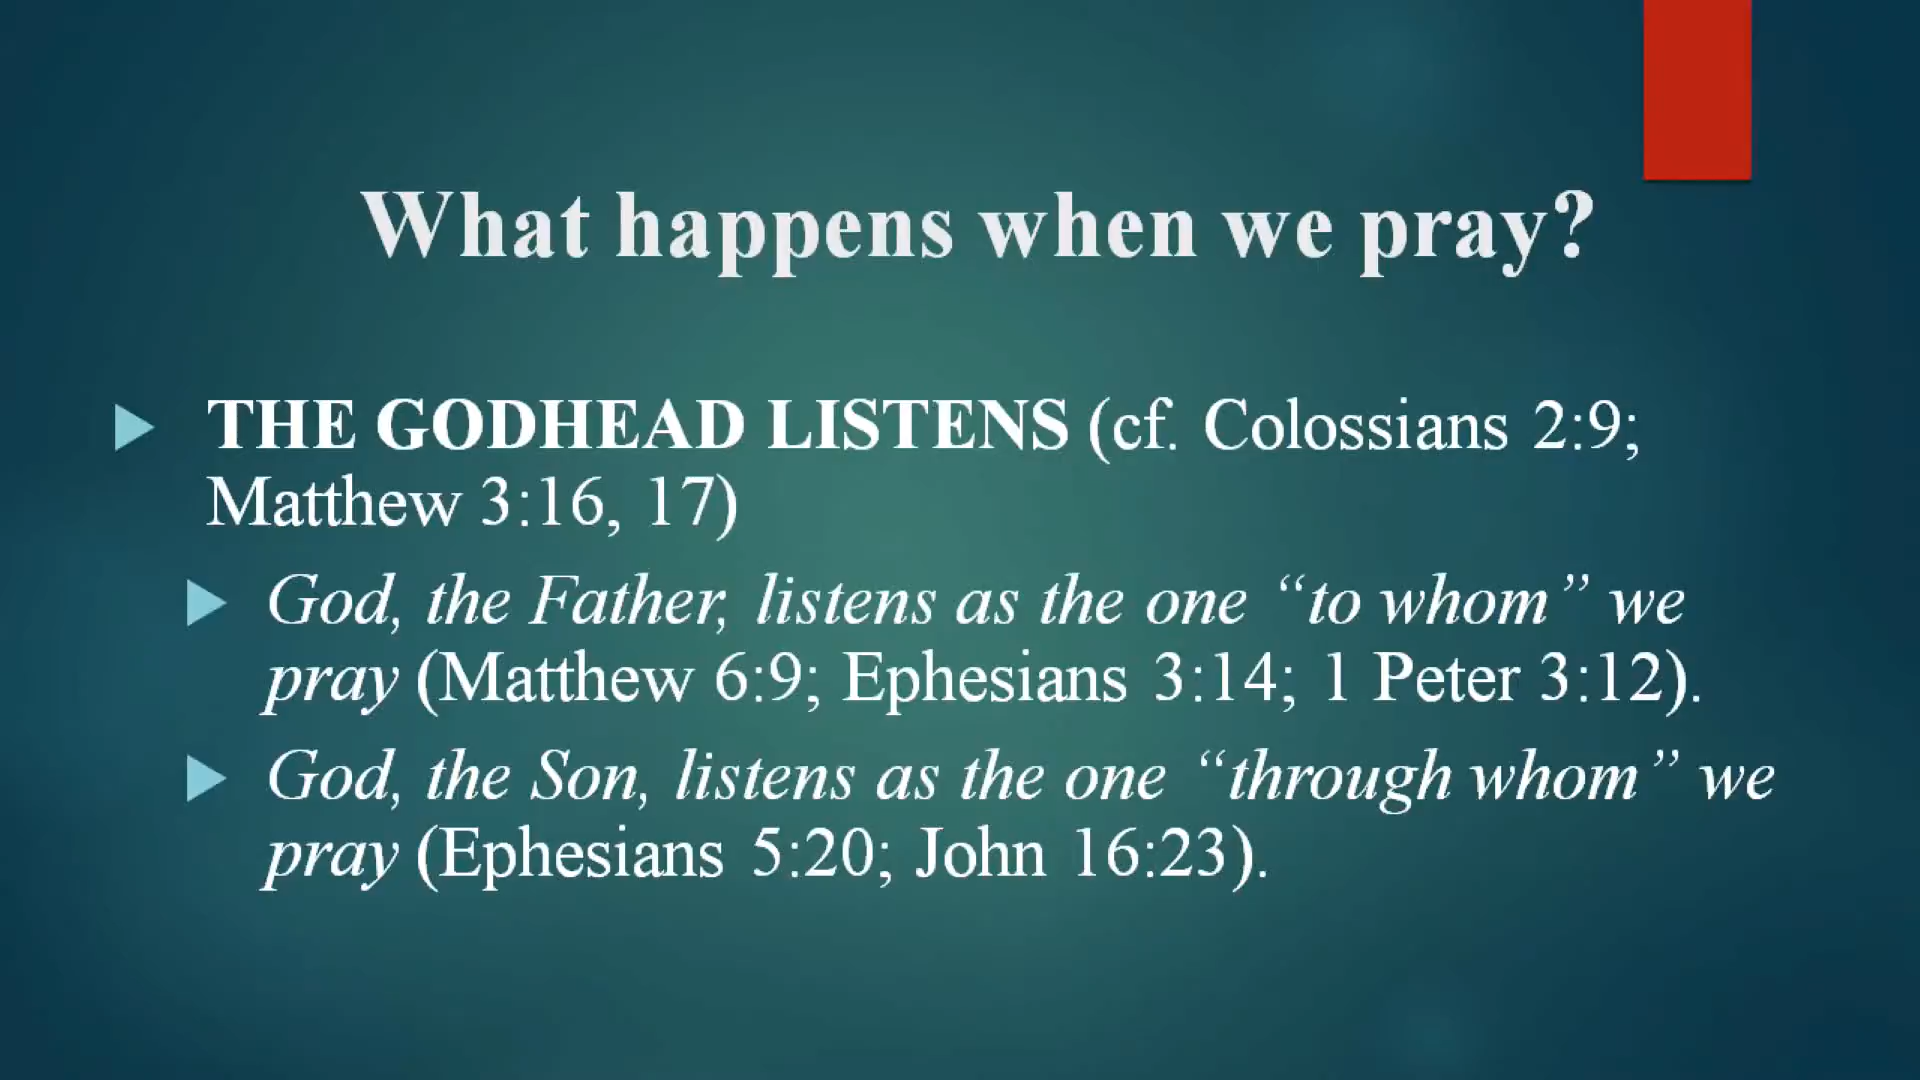 What happens when we pray?
THE GODHEAD LISTENS (cf. Colossians 2:9;
Matthew 3:16, 17)
God, the Father, listens as the one “to whom” we
pray (Matthew 6:9; Ephesians 3:14; 1 Peter 3:12).
God, the Son, listens as the one “through whom” we
pray (Ephesians 5:20; John 16:23).